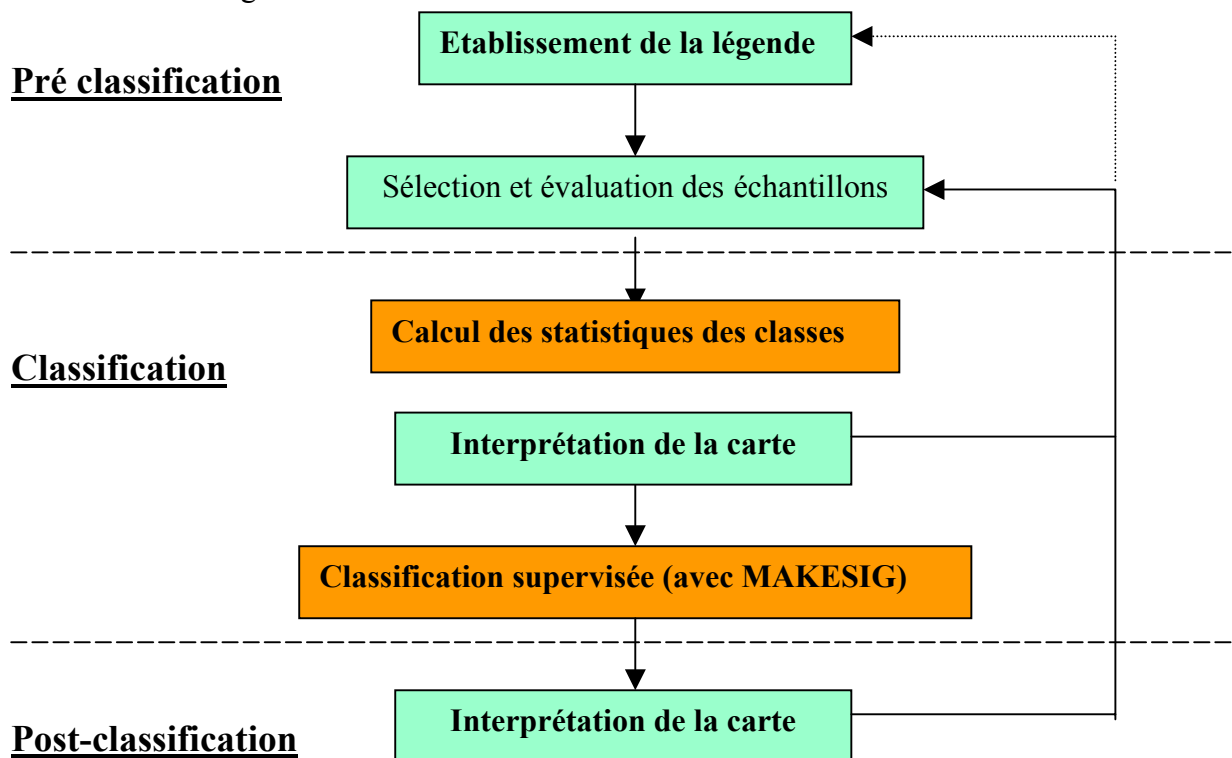 Etablissement de la légende
Pré classification
Sélection et évaluation des échantillons
Calcul des statistiques des classes
Classification
Interprétation de la carte
Classification supervisée (avec MAKESIG)
Interprétation de la carte
Post-classification